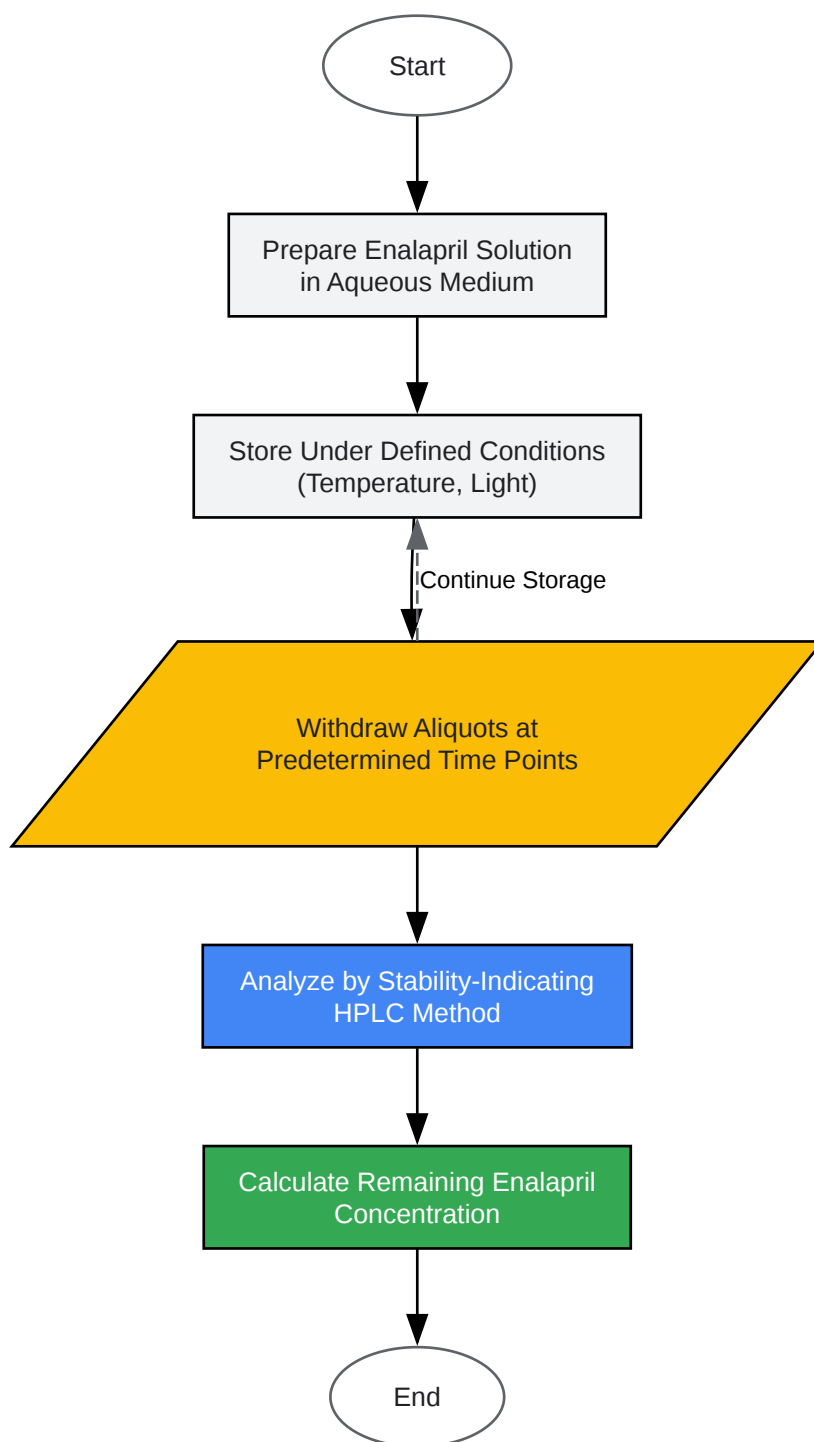 Start
Prepare Enalapril Solution
in Aqueous Medium
Store Under Defined Conditions
(Temperature, Light)
Continue Storage
Withdraw Aliquots at
Predetermined Time Points
Analyze by Stability-Indicating
HPLC Method
Calculate Remaining Enalapril
Concentration
End